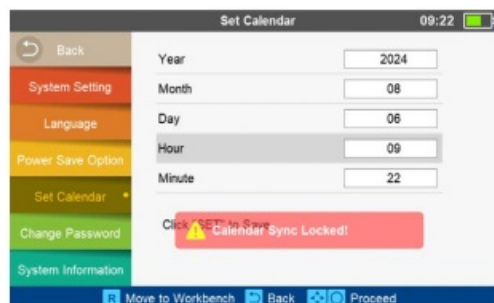 Set Calendar 09:22
Back
System Setting
Language
Power Save Option
Set Calendar
Change Password
System Information
Year 2024
Month 08
Day 06
Hour 09
Minute 22
Click "SET" to Save
Calendar Sync Locked!
R Move to Workbench Back Proceed